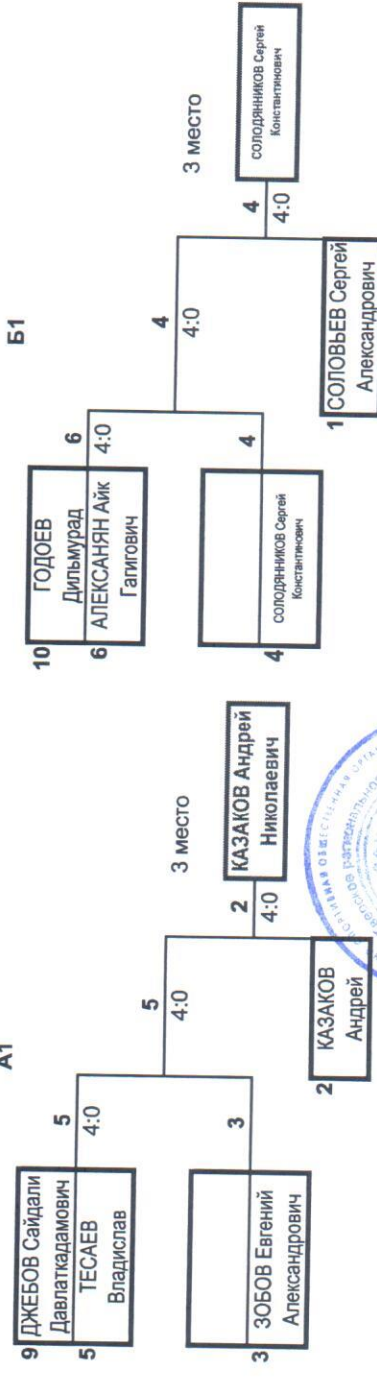 А1
9 ДЖЕБОВ Сайдали
Давлаткадамович
5 ТЕСАЕВ
Владислав
5
4:0
3 ЗОБОВ Евгений
Александрович
3
5
4:0
2 КАЗАКОВ
Андрей
2
4:0
3 место
КАЗАКОВ Андрей
Николаевич
Б1
10 ГОДОЕВ
Дильмурад
6 АЛЕКСАНЯН Айк
Гагигович
6
4:0
4 СОЛОДЯННИКОВ Сергей
Константинович
4
4
4:0
1 СОЛОВЬЕВ Сергей
Александрович
4
4:0
3 место
СОЛОДЯННИКОВ Сергей
Константинович